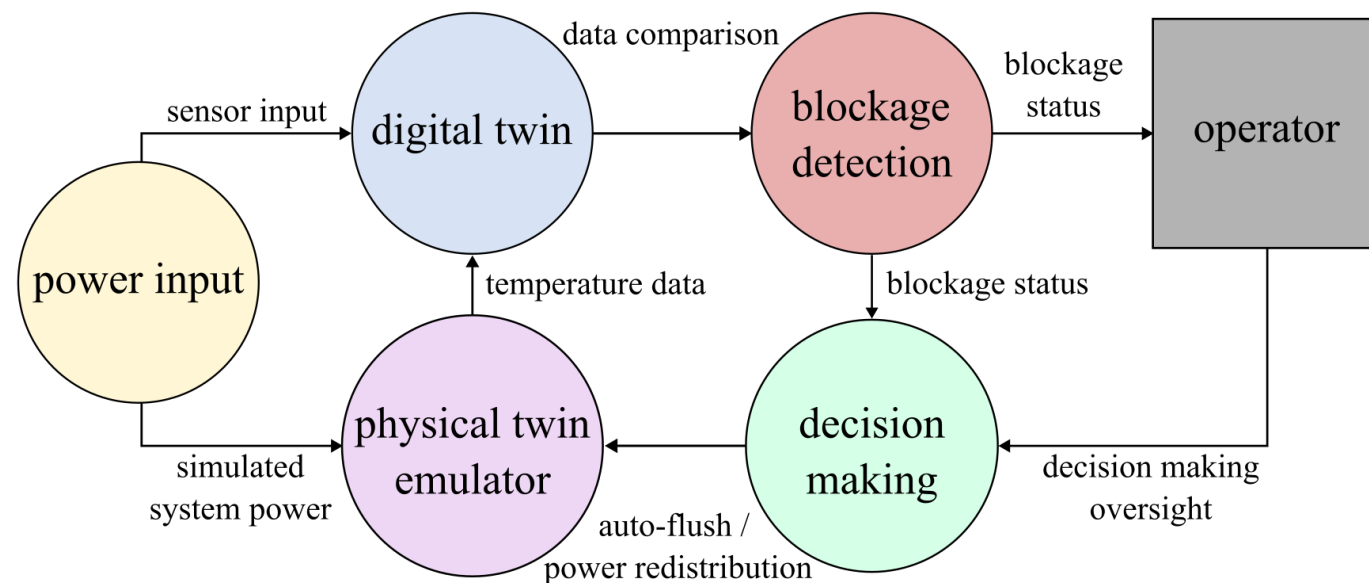 data comparison
blockage
status
sensor input
digital twin
blockage
detection
operator
power input
temperature data
blockage status
physical twin
emulator
decision
making
simulated
system power
auto-flush /
power redistribution
decision making
oversight